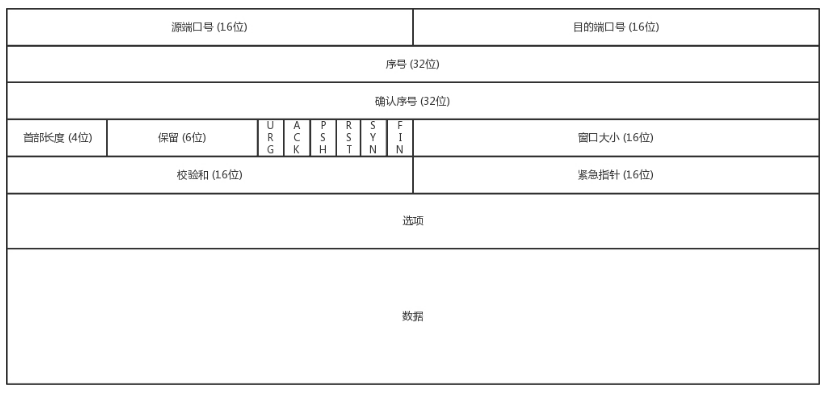 源端口号 (16位) 目的端口号 (16位)
序号 (32位)
确认序号 (32位)
首部长度 (4位) 保留 (6位) URG ACK PSH RST SYN FIN 窗口大小 (16位)
校验和 (16位) 紧急指针 (16位)
选项
数据